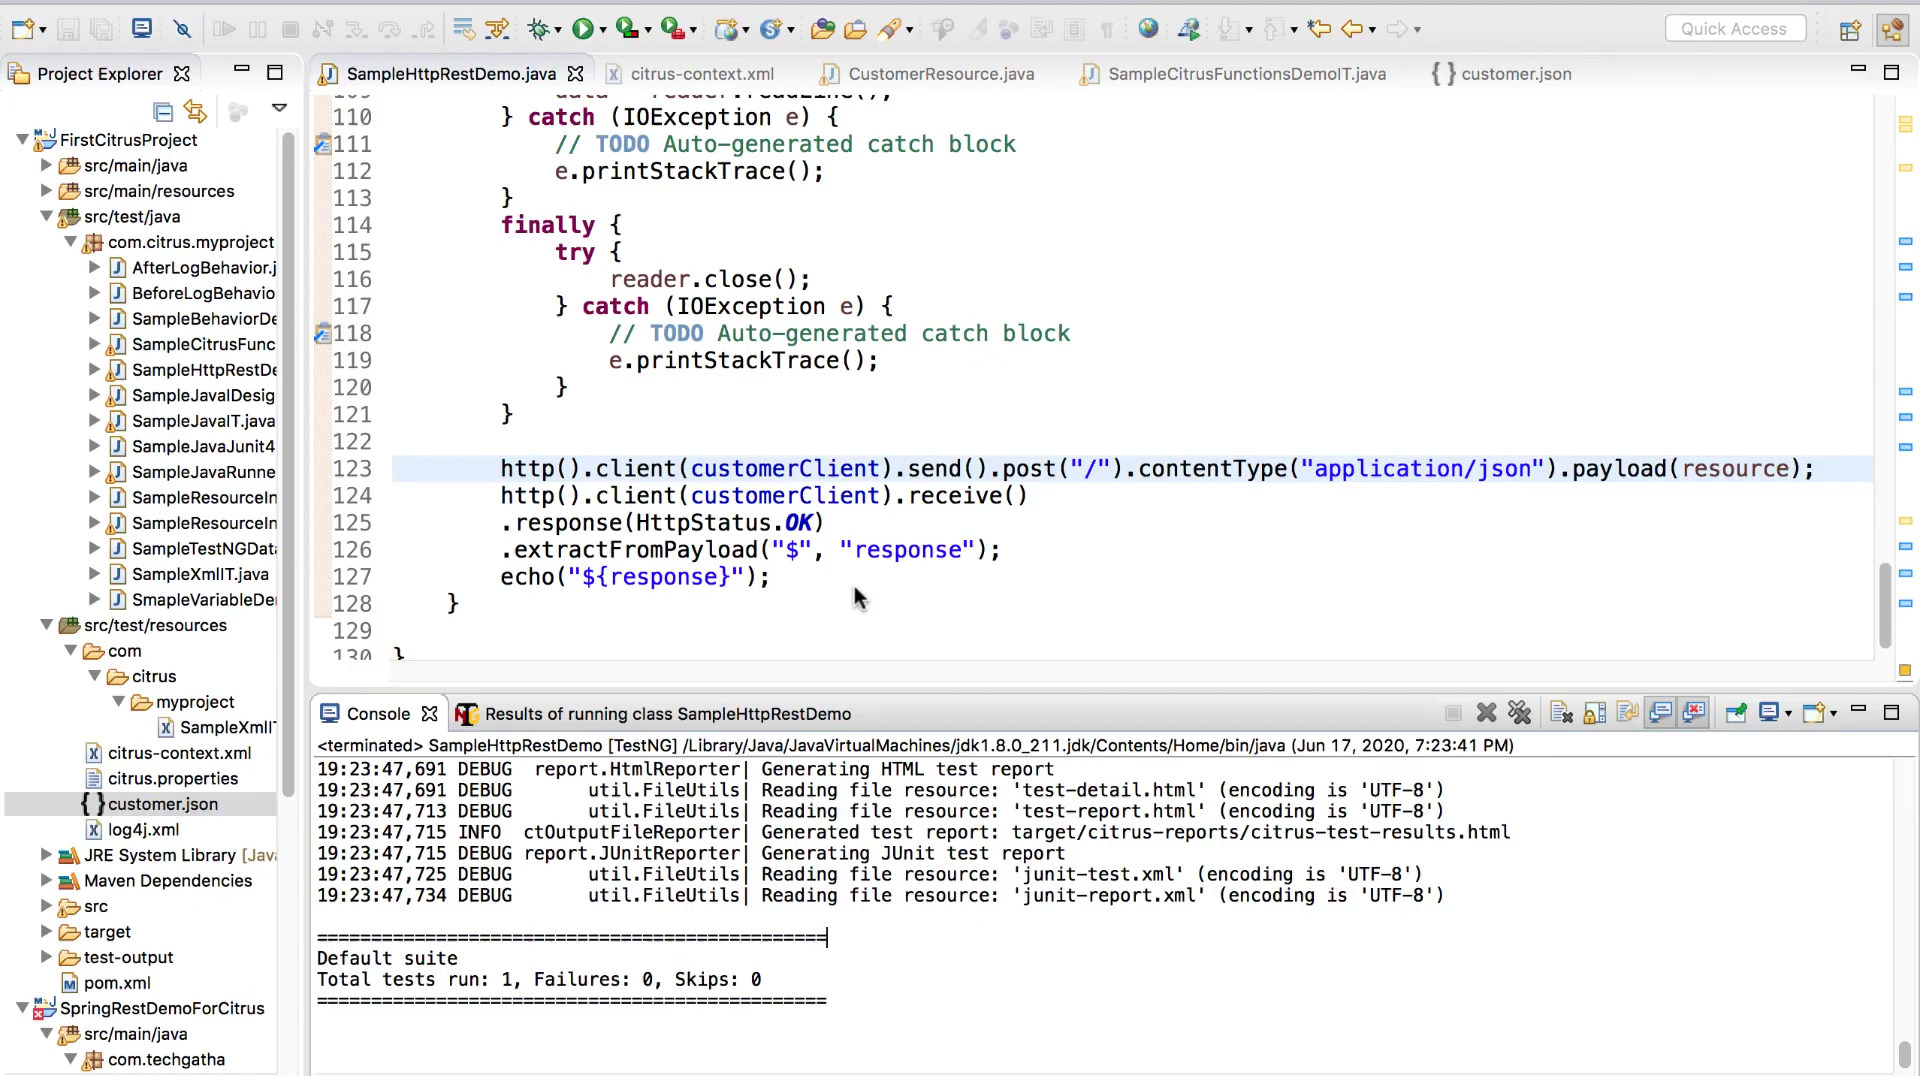 Quick Access
Project Explorer
SampleHttpRestDemo.java
citrus-context.xml
CustomerResource.java
SampleCitrusFunctionsDemoIT.java
{ } customer.json
FirstCitrusProject
src/main/java
src/main/resources
src/test/java
com.citrus.myproject
AfterLogBehavior.j
BeforeLogBehavio
SampleBehaviorDe
SampleCitrusFunc
SampleHttpRestDe
SampleJavaIDesig
SampleJavaIT.java
SampleJavaJunit4
SampleJavaRunne
SampleResourceIn
SampleResourceIn
SampleTestNGData
SampleXmlIT.java
SmapleVariableDer
src/test/resources
com
citrus
myproject
SampleXmlIT
citrus-context.xml
citrus.properties
{ } customer.json
log4j.xml
JRE System Library [Java
Maven Dependencies
src
target
test-output
pom.xml
SpringRestDemoForCitrus
src/main/java
com.techgatha
109 data = reader.readLine();
110 } catch (IOException e) {
111 // TODO Auto-generated catch block
112 e.printStackTrace();
113 }
114 finally {
115 try {
116 reader.close();
117 } catch (IOException e) {
118 // TODO Auto-generated catch block
119 e.printStackTrace();
120 }
121 }
122
123 http().client(customerClient).send().post("/").contentType("application/json").payload(resource);
124 http().client(customerClient).receive()
125 .response(HttpStatus.OK)
126 .extractFromPayload("$", "response");
127 echo("${response}");
128 }
129
130 }
Console
Results of running class SampleHttpRestDemo
<terminated> SampleHttpRestDemo [TestNG] /Library/Java/JavaVirtualMachines/jdk1.8.0_211.jdk/Contents/Home/bin/java (Jun 17, 2020, 7:23:41 PM)
19:23:47,691 DEBUG report.HtmlReporter| Generating HTML test report
19:23:47,691 DEBUG util.FileUtils| Reading file resource: 'test-detail.html' (encoding is 'UTF-8')
19:23:47,713 DEBUG util.FileUtils| Reading file resource: 'test-report.html' (encoding is 'UTF-8')
19:23:47,715 INFO ctOutputFileReporter| Generated test report: target/citrus-reports/citrus-test-results.html
19:23:47,715 DEBUG report.JUnitReporter| Generating JUnit test report
19:23:47,725 DEBUG util.FileUtils| Reading file resource: 'junit-test.xml' (encoding is 'UTF-8')
19:23:47,734 DEBUG util.FileUtils| Reading file resource: 'junit-report.xml' (encoding is 'UTF-8')
===============================================
Default suite
Total tests run: 1, Failures: 0, Skips: 0
===============================================